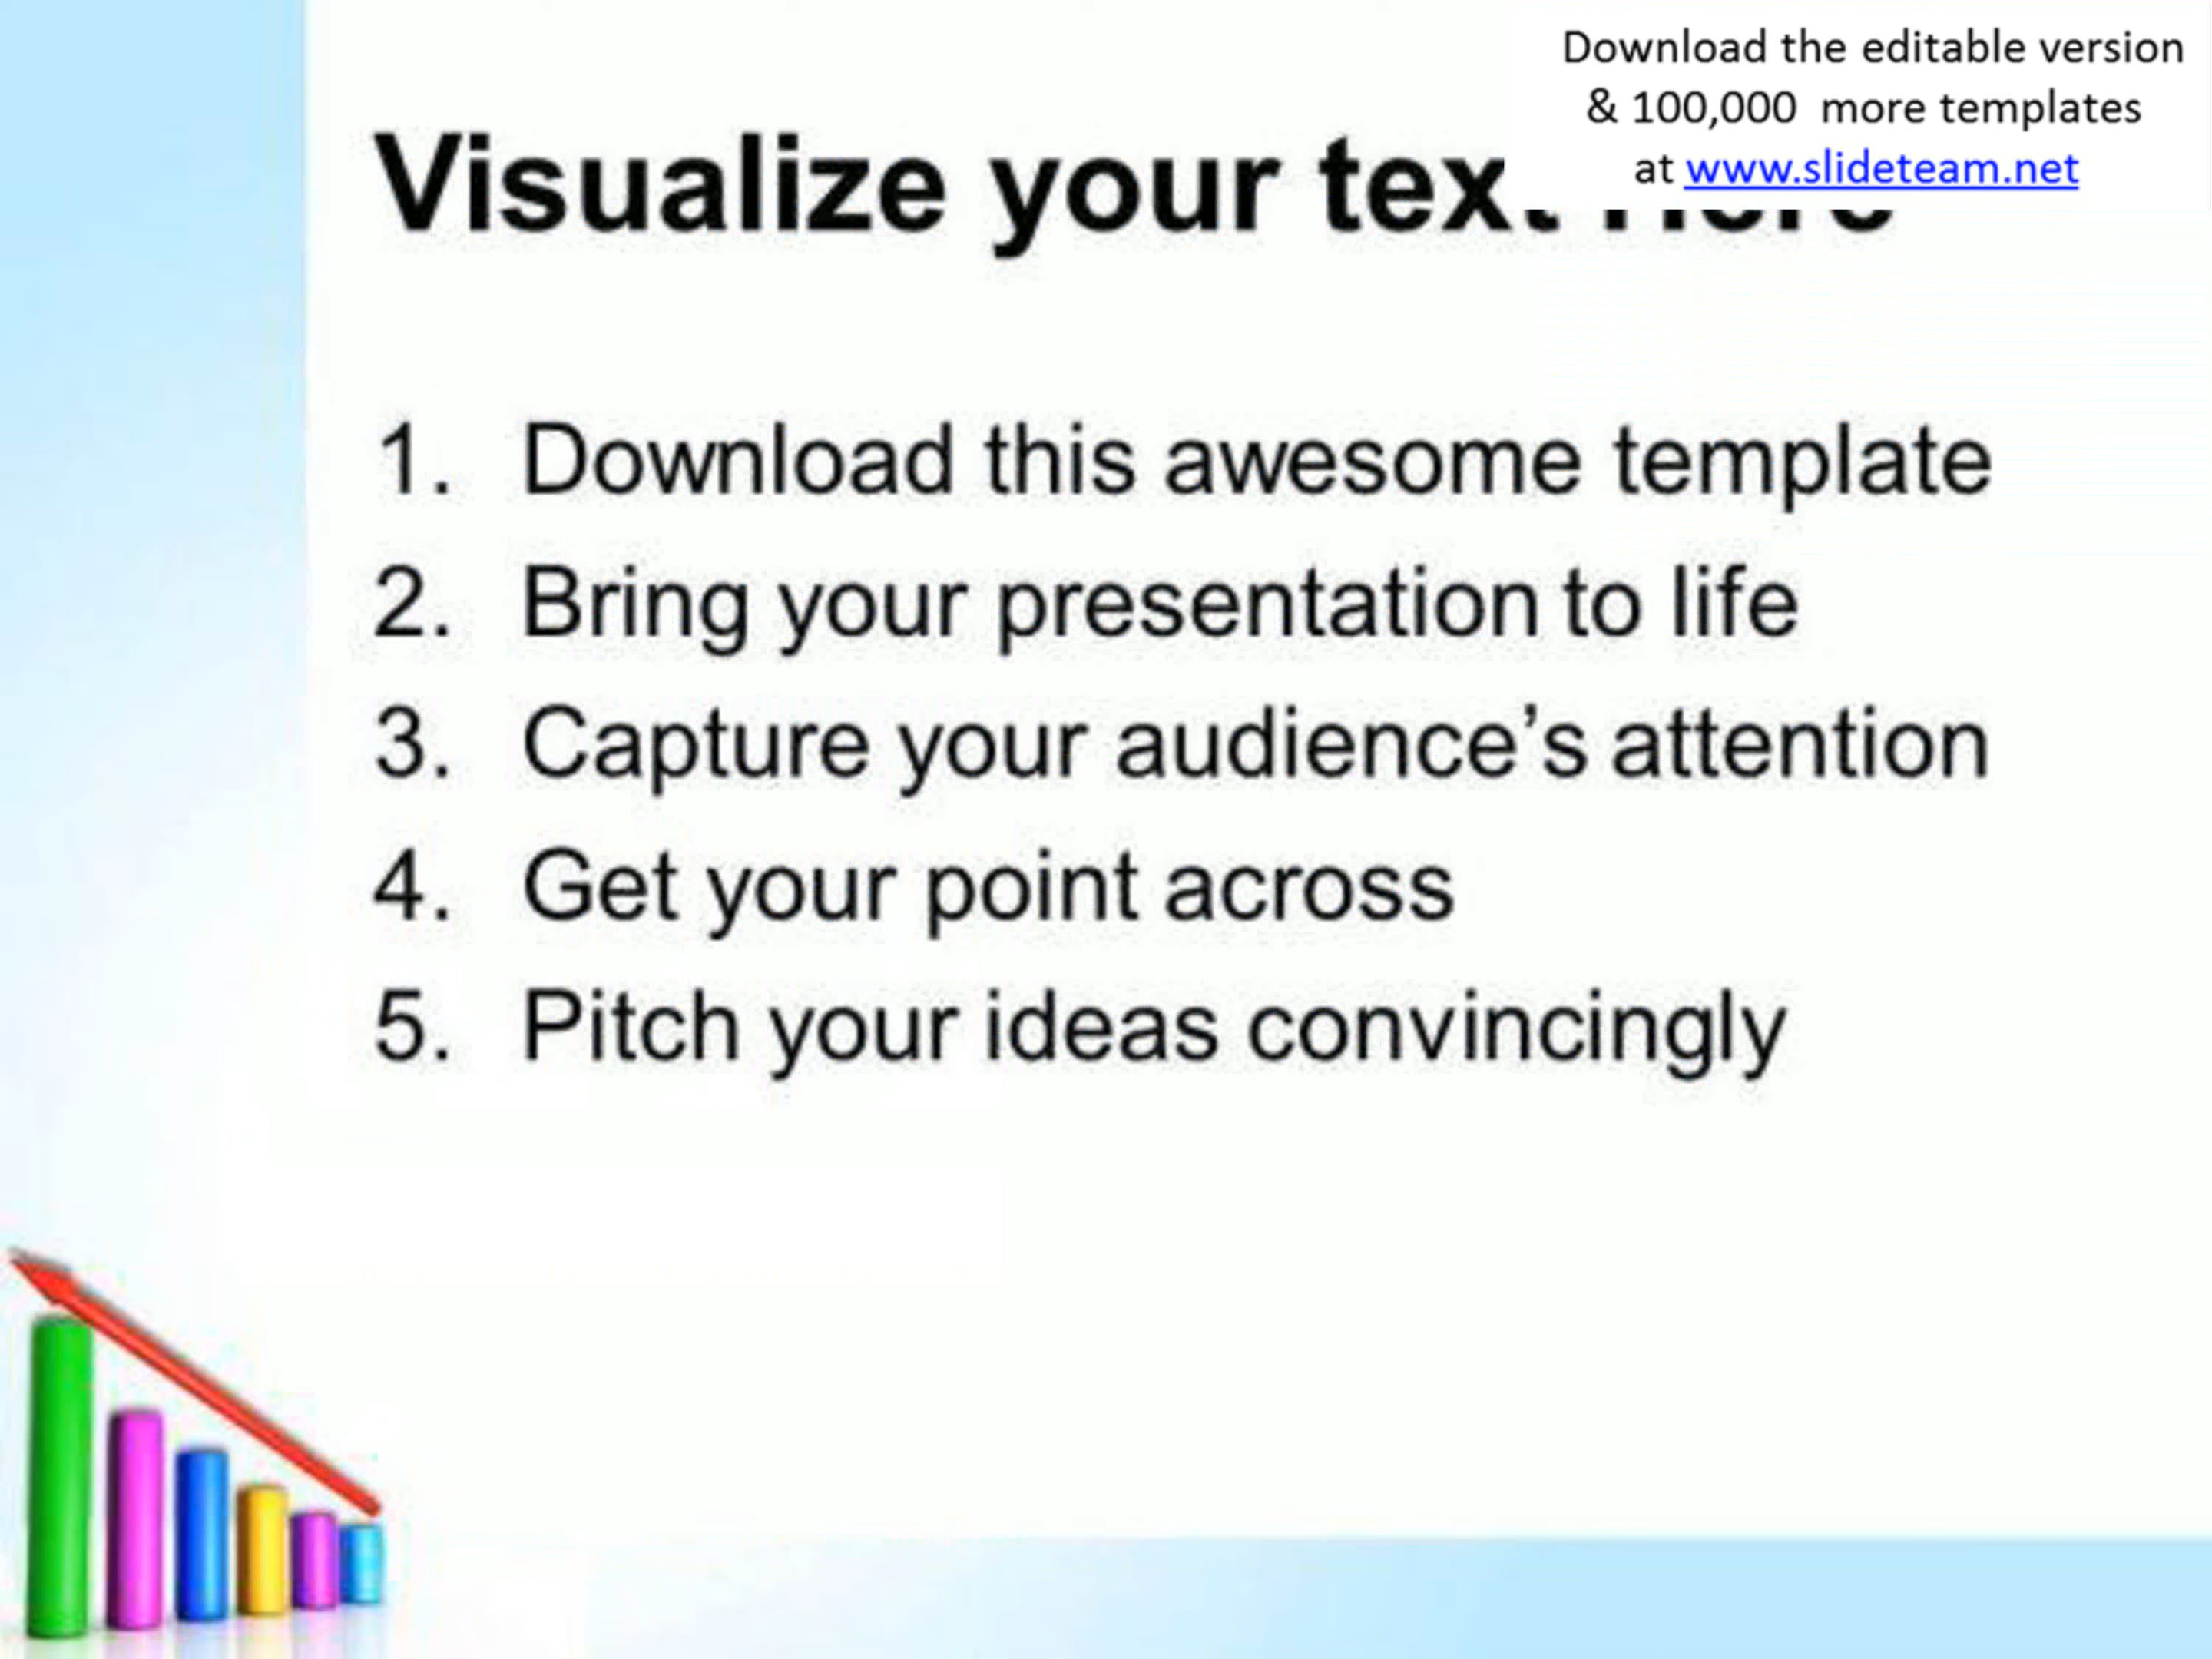 Download the editable version
& 100,000 more templates
at www.slideteam.net
Visualize your text Here
1. Download this awesome template
2. Bring your presentation to life
3. Capture your audience’s attention
4. Get your point across
5. Pitch your ideas convincingly